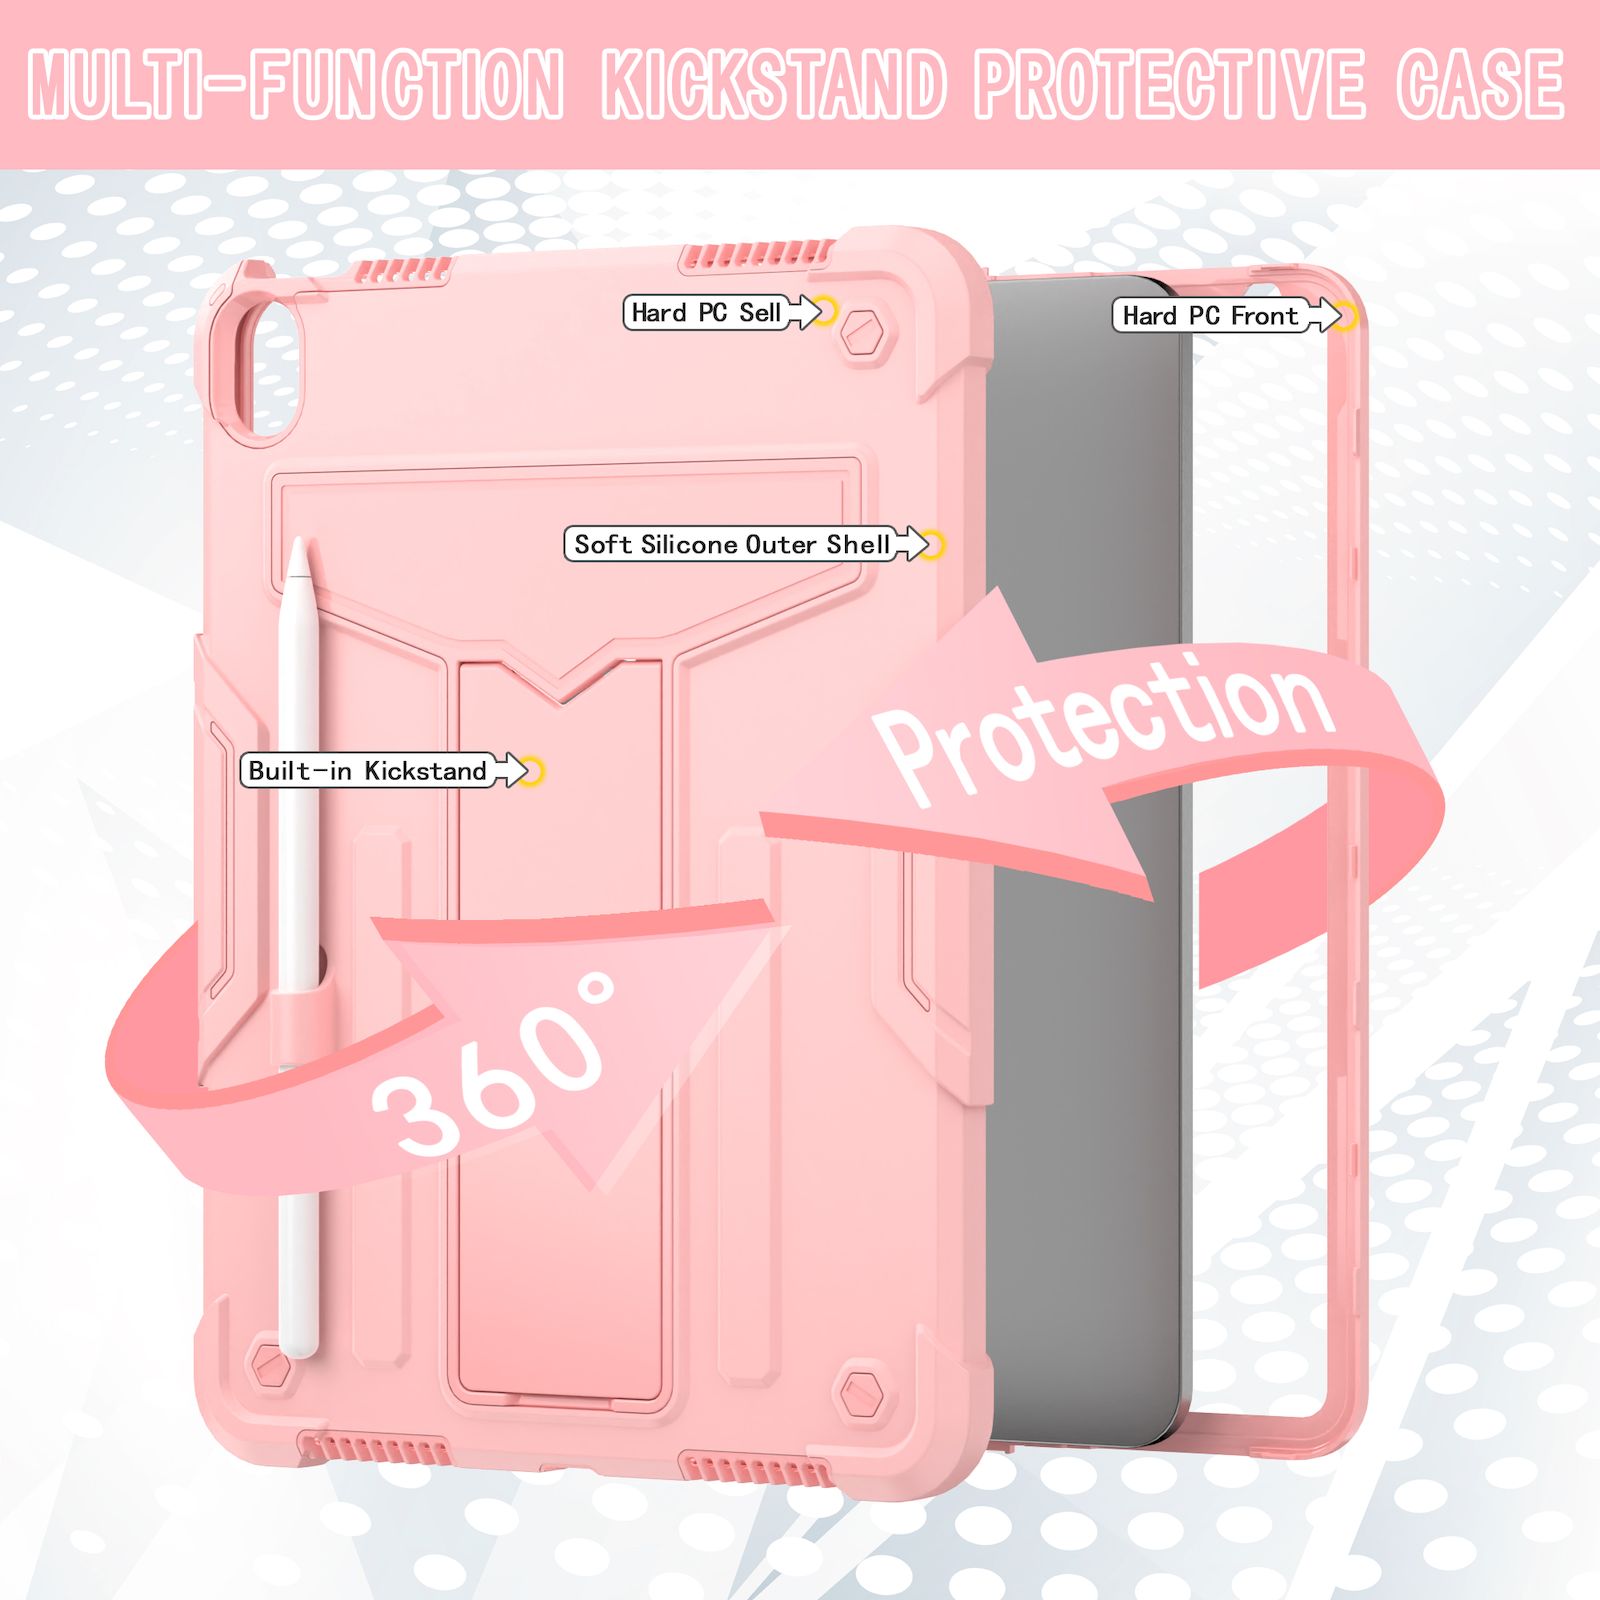 MULTI-FUNCTION KICKSTAND PROTECTIVE CASE
Hard PC Sell
Hard PC Front
Soft Silicone Outer Shell
Protection
Built-in Kickstand
360°